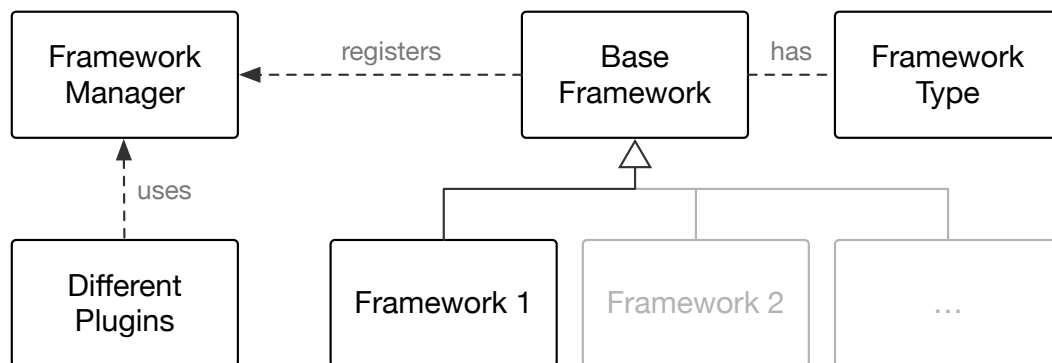 Framework
Manager
registers
Base
Framework
has
Framework
Type
uses
Different
Plugins
Framework 1
Framework 2
...